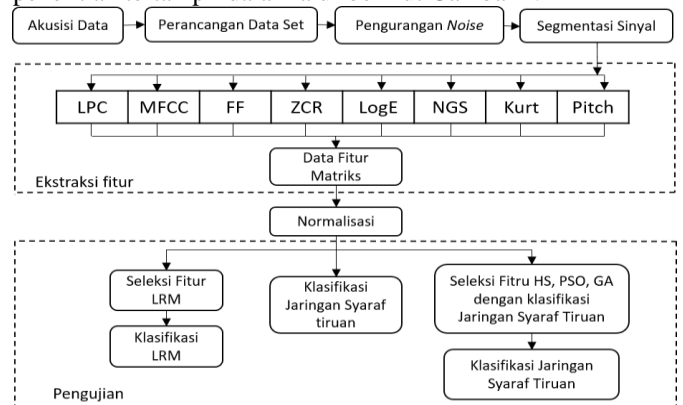 Akusisi Data
Perancangan Data Set
Pengurangan Noise
Segmentasi Sinyal
LPC
MFCC
FF
ZCR
LogE
NGS
Kurt
Pitch
Data Fitur
Matriks
Ekstraksi fitur
Normalisasi
Seleksi Fitur
LRM
Klasifikasi
LRM
Klasifikasi
Jaringan Syaraf
tiruan
Seleksi Fitru HS, PSO, GA
dengan klasifikasi
Jaringan Syaraf Tiruan
Klasifikasi Jaringan
Syaraf Tiruan
Pengujian